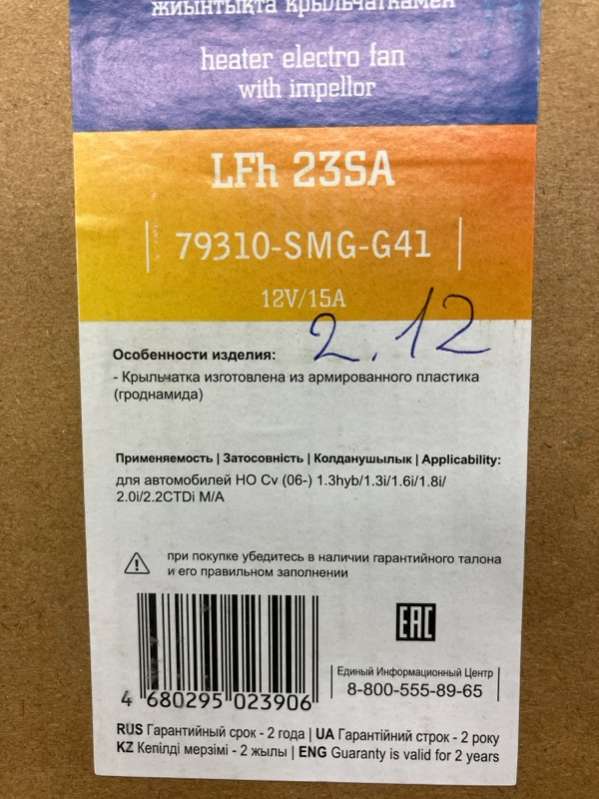 жиынтықта крыльчаткамен
heater electro fan
with impellor
LFh 23SA
79310-SMG-G41
12V/15A
2.12
Особенности изделия:
- Крыльчатка изготовлена из армированного пластика
(гроднамида)
Применяемость | Затосовність | Колданушылык | Applicability:
для автомобилей HO Cv (06-) 1.3hyb/1.3i/1.6i/1.8i/
2.0i/2.2CTDi M/A
при покупке убедитесь в наличии гарантийного талона
и его правильном заполнении
EAC
4 680295 023906
Единый Информационный Центр
8-800-555-89-65
RUS Гарантийный срок - 2 года | UA Гарантійний строк - 2 року
KZ Кепілді мерзімі - 2 жылы | ENG Guaranty is valid for 2 years